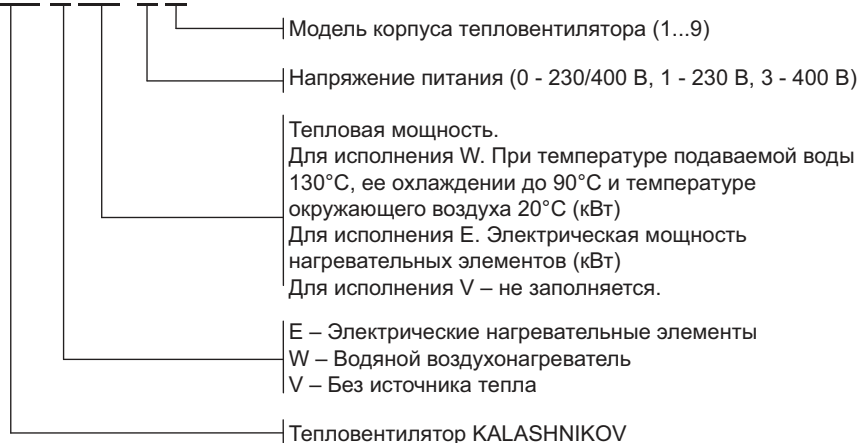 Модель корпуса тепловентилятора (1...9)
Напряжение питания (0 - 230/400 В, 1 - 230 В, 3 - 400 В)
Тепловая мощность.
Для исполнения W. При температуре подаваемой воды
130°С, ее охлаждении до 90°С и температуре
окружающего воздуха 20°С (кВт)
Для исполнения Е. Электрическая мощность
нагревательных элементов (кВт)
Для исполнения V – не заполняется.
Е – Электрические нагревательные элементы
W – Водяной воздухонагреватель
V – Без источника тепла
Тепловентилятор KALASHNIKOV